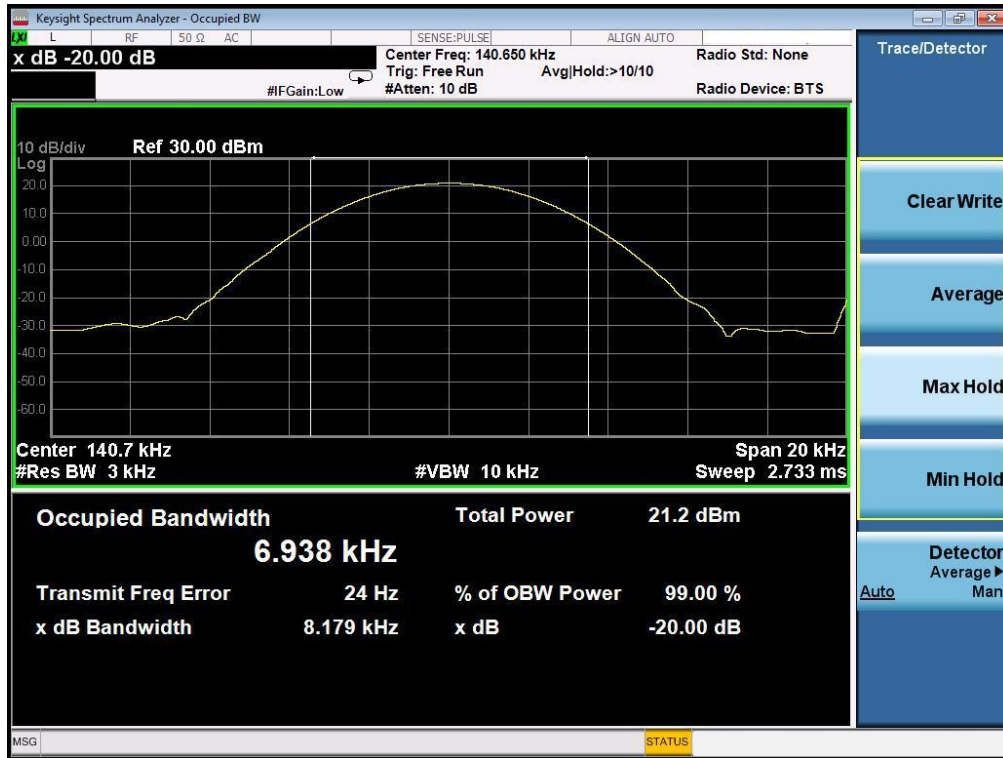 Keysight Spectrum Analyzer - Occupied BW
LXI L RF 50 Ω AC SENSE:PULSE ALIGN AUTO
x dB -20.00 dB
Center Freq: 140.650 kHz Radio Std: None
Trig: Free Run Avg|Hold:>10/10
#IFGain:Low #Atten: 10 dB Radio Device: BTS
Trace/Detector
10 dB/div Ref 30.00 dBm
Log
20.0
10.0
0.00
-10.0
-20.0
-30.0
-40.0
-50.0
-60.0
Center 140.7 kHz Span 20 kHz
#Res BW 3 kHz #VBW 10 kHz Sweep 2.733 ms
Occupied Bandwidth Total Power 21.2 dBm
6.938 kHz
Transmit Freq Error 24 Hz % of OBW Power 99.00 %
x dB Bandwidth 8.179 kHz x dB -20.00 dB
Clear Write
Average
Max Hold
Min Hold
Detector
Average
Auto Man
MSG STATUS